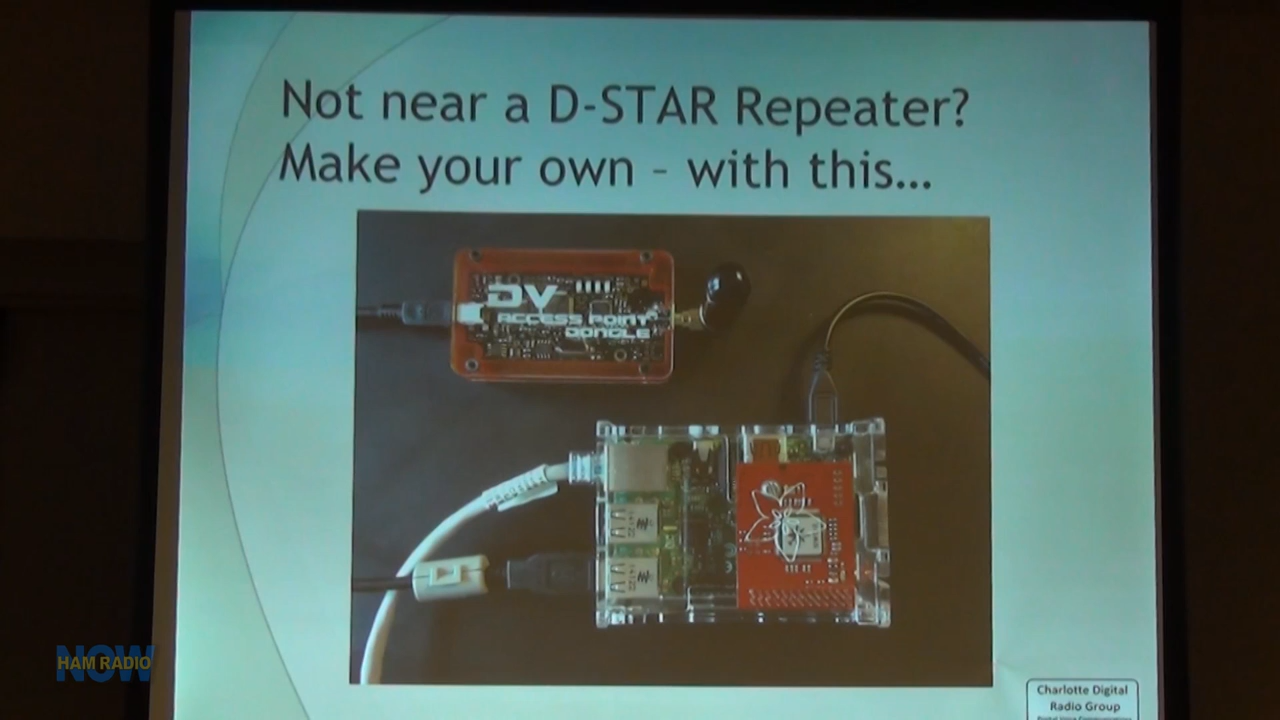 Not near a D-STAR Repeater?
Make your own – with this...
DV
ACCESS POINT
DONGLE
NOW
HAM RADIO
Charlotte Digital
Radio Group